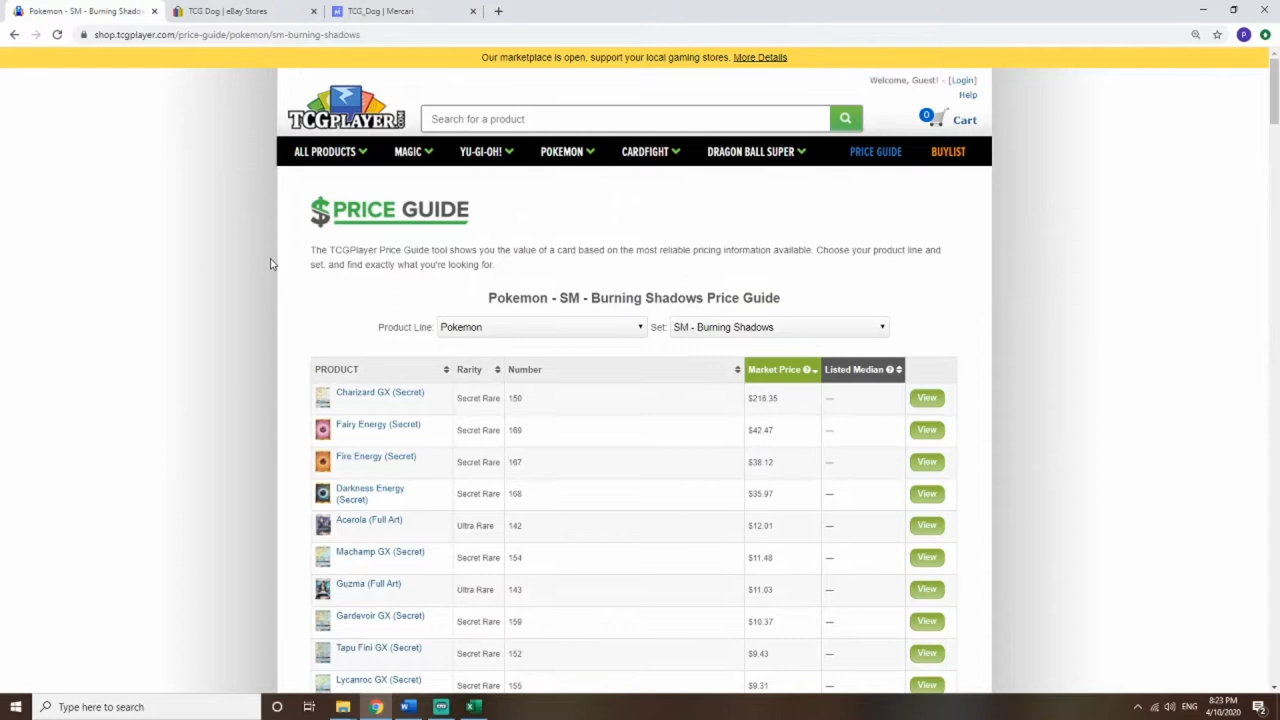 Pokemon - SM - Burning Shadows
TCG Dog | eBay Stores
TCG_Dog | Mercari
shop.tcgplayer.com/price-guide/pokemon/sm-burning-shadows
P
Our marketplace is open, support your local gaming stores. More Details
Welcome, Guest! - [Login]
Help
TCGPLAYER.COM
Search for a product
0 Cart
ALL PRODUCTS MAGIC YU-GI-OH! POKEMON CARDFIGHT DRAGON BALL SUPER PRICE GUIDE BUYLIST
$ PRICE GUIDE
The TCGPlayer Price Guide tool shows you the value of a card based on the most reliable pricing information available. Choose your product line and
set, and find exactly what you're looking for.
Pokemon - SM - Burning Shadows Price Guide
Product Line: Pokemon Set: SM - Burning Shadows
PRODUCT Rarity Number Market Price Listed Median
Charizard GX (Secret) Secret Rare 150 $216.35 — View
Fairy Energy (Secret) Secret Rare 169 $42.47 — View
Fire Energy (Secret) Secret Rare 167 $38.12 — View
Darkness Energy
(Secret) Secret Rare 168 $35.97 — View
Acerola (Full Art) Ultra Rare 142 $12.01 — View
Machamp GX (Secret) Secret Rare 154 $11.48 — View
Guzma (Full Art) Ultra Rare 143 $11.03 — View
Gardevoir GX (Secret) Secret Rare 159 $10.37 — View
Tapu Fini GX (Secret) Secret Rare 152 $9.43 — View
Lycanroc GX (Secret) Secret Rare 155 $9.31 — View
Type here to search
ENG
8:23 PM
4/10/2020
2